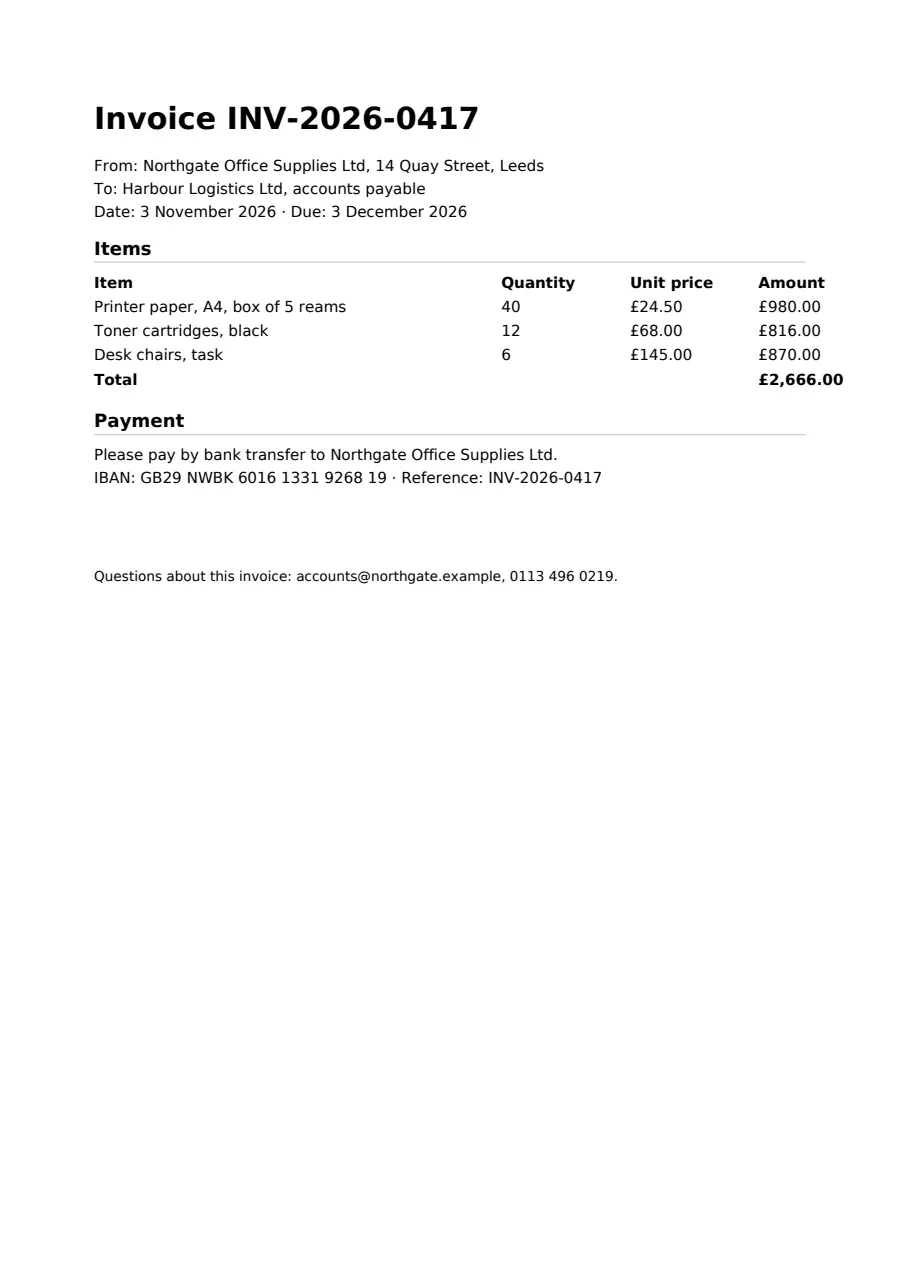 Invoice INV-2026-0417
From: Northgate Office Supplies Ltd, 14 Quay Street, Leeds
To: Harbour Logistics Ltd, accounts payable
Date: 3 November 2026 · Due: 3 December 2026
Items
Item Quantity Unit price Amount
Printer paper, A4, box of 5 reams 40 £24.50 £980.00
Toner cartridges, black 12 £68.00 £816.00
Desk chairs, task 6 £145.00 £870.00
Total £2,666.00
Payment
Please pay by bank transfer to Northgate Office Supplies Ltd.
IBAN: GB29 NWBK 6016 1331 9268 19 · Reference: INV-2026-0417
Questions about this invoice: accounts@northgate.example, 0113 496 0219.